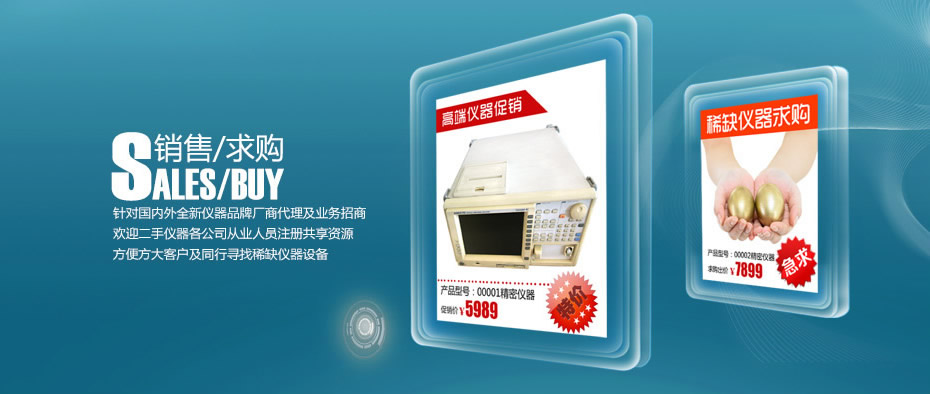 销售/求购
SALES/BUY
针对国内外全新仪器品牌厂商代理及业务招商
欢迎二手仪器各公司从业人员注册共享资源
方便方大客户及同行寻找稀缺仪器设备
高端仪器促销
产品型号：00001精密仪器
促销价¥5989
特价
稀缺仪器求购
产品型号：00002精密仪器
求购出价¥7899
急求